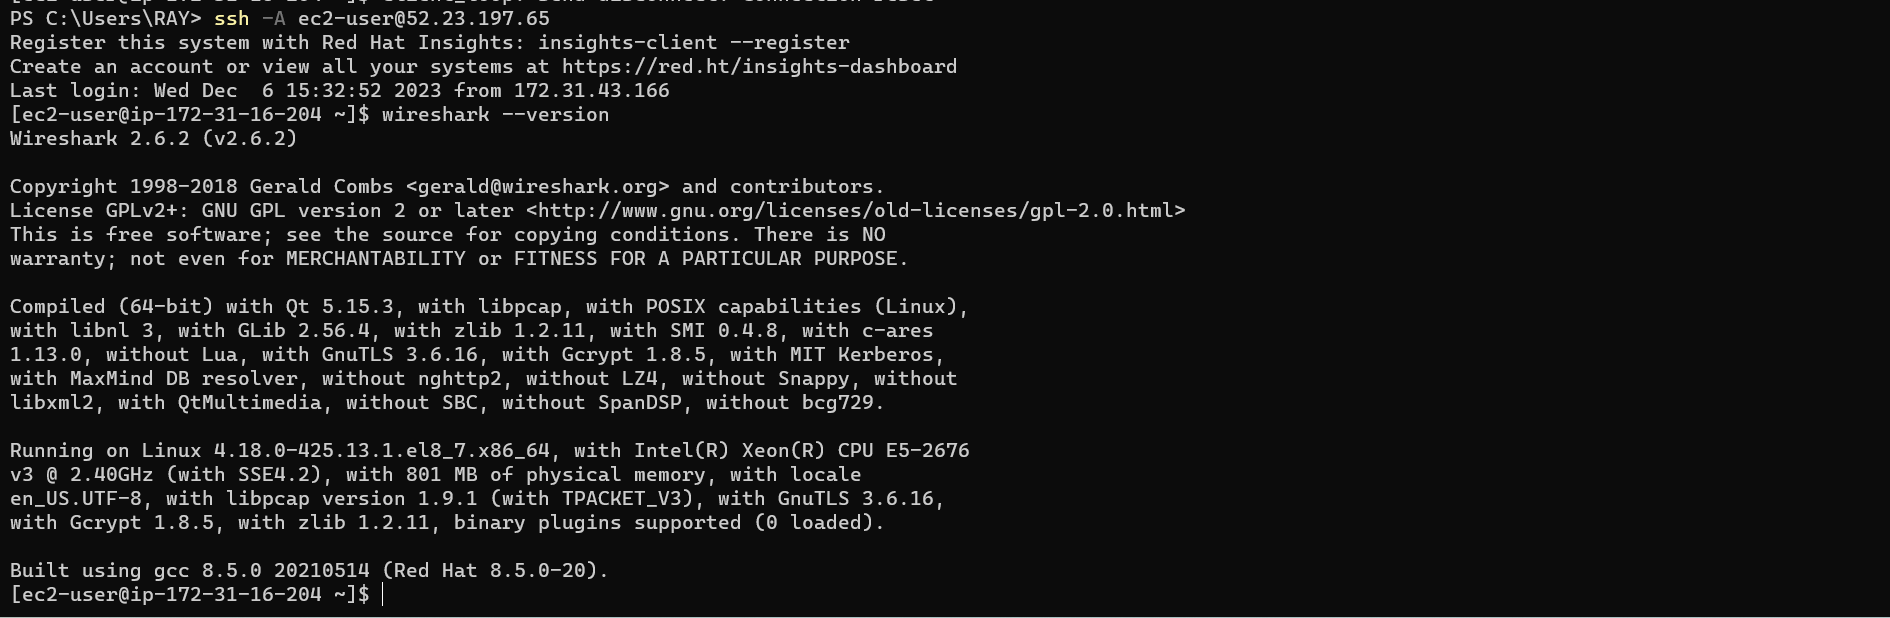 PS C:\Users\RAY> ssh -A ec2-user@52.23.197.65
Register this system with Red Hat Insights: insights-client --register
Create an account or view all your systems at https://red.ht/insights-dashboard
Last login: Wed Dec  6 15:32:52 2023 from 172.31.43.166
[ec2-user@ip-172-31-16-204 ~]$ wireshark --version
Wireshark 2.6.2 (v2.6.2)

Copyright 1998-2018 Gerald Combs <gerald@wireshark.org> and contributors.
License GPLv2+: GNU GPL version 2 or later <http://www.gnu.org/licenses/old-licenses/gpl-2.0.html>
This is free software; see the source for copying conditions. There is NO
warranty; not even for MERCHANTABILITY or FITNESS FOR A PARTICULAR PURPOSE.

Compiled (64-bit) with Qt 5.15.3, with libpcap, with POSIX capabilities (Linux),
with libnl 3, with GLib 2.56.4, with zlib 1.2.11, with SMI 0.4.8, with c-ares
1.13.0, without Lua, with GnuTLS 3.6.16, with Gcrypt 1.8.5, with MIT Kerberos,
with MaxMind DB resolver, without nghttp2, without LZ4, without Snappy, without
libxml2, with QtMultimedia, without SBC, without SpanDSP, without bcg729.

Running on Linux 4.18.0-425.13.1.el8_7.x86_64, with Intel(R) Xeon(R) CPU E5-2676
v3 @ 2.40GHz (with SSE4.2), with 801 MB of physical memory, with locale
en_US.UTF-8, with libpcap version 1.9.1 (with TPACKET_V3), with GnuTLS 3.6.16,
with Gcrypt 1.8.5, with zlib 1.2.11, binary plugins supported (0 loaded).

Built using gcc 8.5.0 20210514 (Red Hat 8.5.0-20).
[ec2-user@ip-172-31-16-204 ~]$